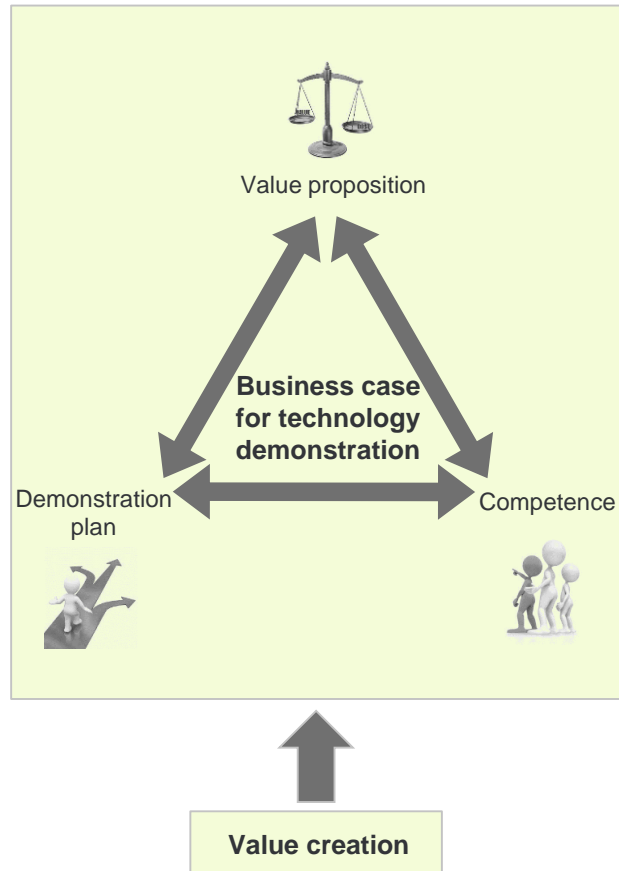 Value proposition
Business case
for technology
demonstration
Demonstration
plan
Competence
Value creation